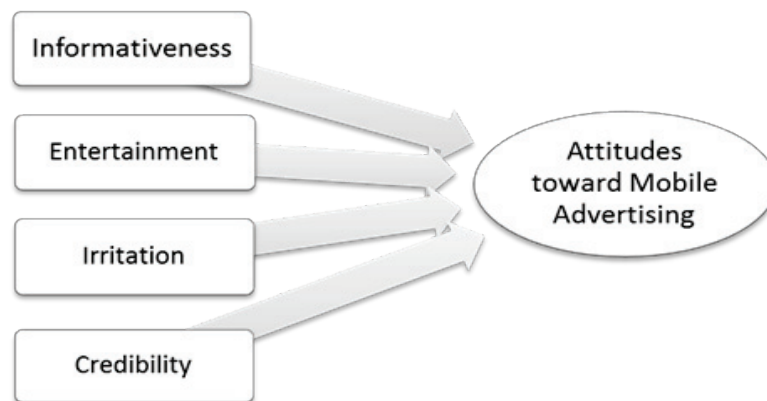 Informativeness
Entertainment
Irritation
Credibility
Attitudes
toward Mobile
Advertising